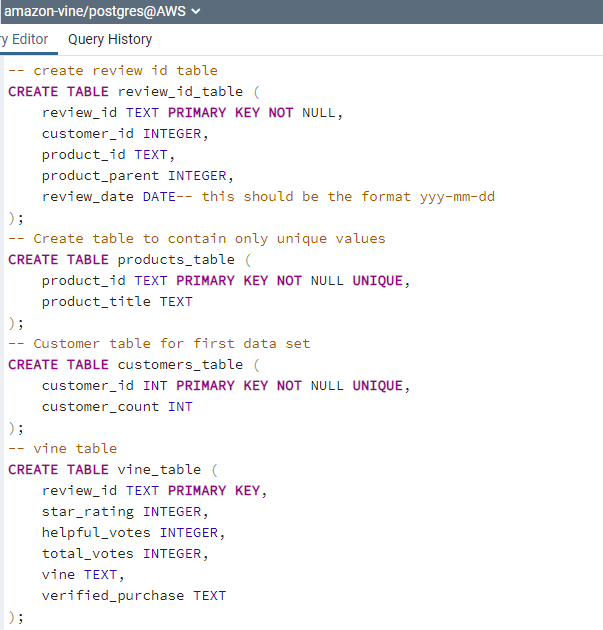 amazon-vine/postgres@AWS
ry Editor Query History
-- create review id table
CREATE TABLE review_id_table (
    review_id TEXT PRIMARY KEY NOT NULL,
    customer_id INTEGER,
    product_id TEXT,
    product_parent INTEGER,
    review_date DATE-- this should be the format yyy-mm-dd
);
-- Create table to contain only unique values
CREATE TABLE products_table (
    product_id TEXT PRIMARY KEY NOT NULL UNIQUE,
    product_title TEXT
);
-- Customer table for first data set
CREATE TABLE customers_table (
    customer_id INT PRIMARY KEY NOT NULL UNIQUE,
    customer_count INT
);
-- vine table
CREATE TABLE vine_table (
    review_id TEXT PRIMARY KEY,
    star_rating INTEGER,
    helpful_votes INTEGER,
    total_votes INTEGER,
    vine TEXT,
    verified_purchase TEXT
);